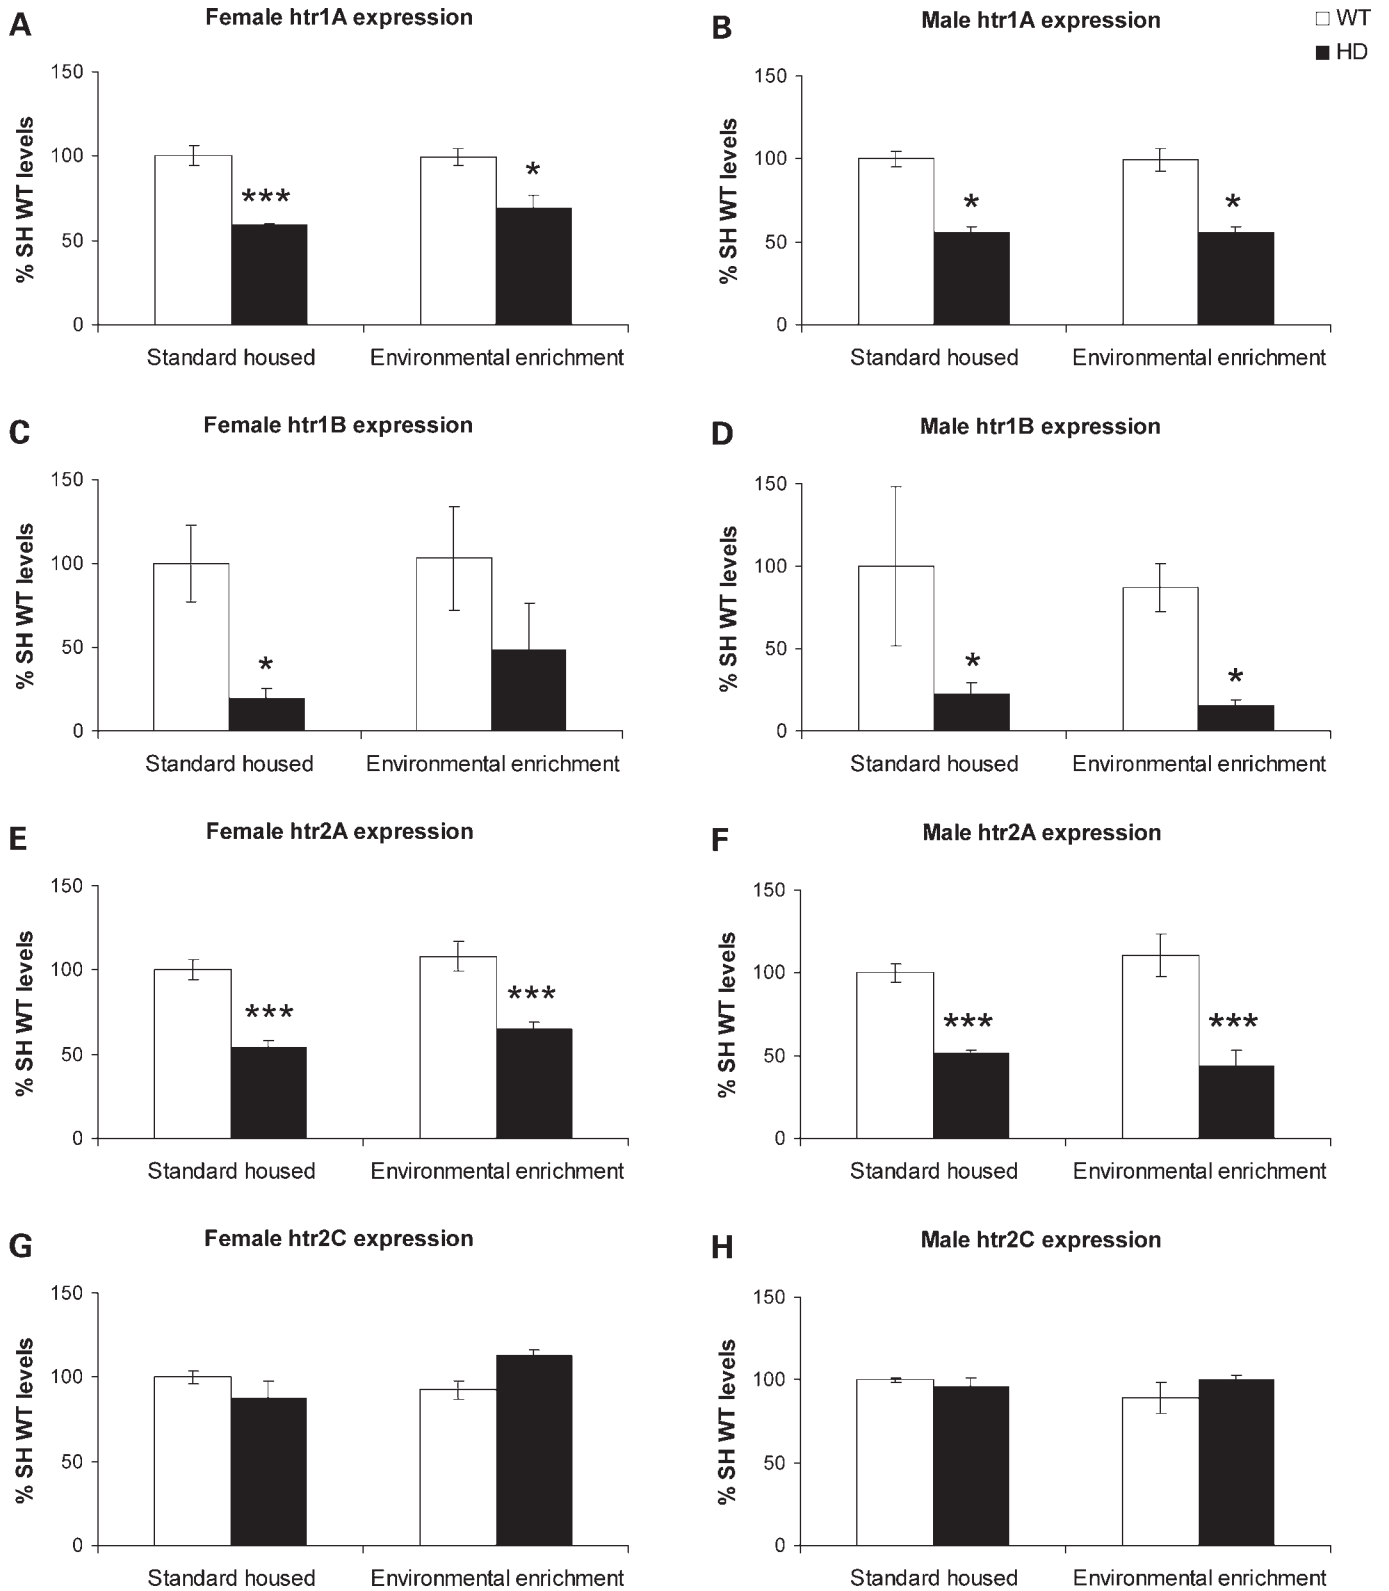 A
Female htr1A expression
% SH WT levels
150
100
50
0
***
*
Standard housed
Environmental enrichment
B
Male htr1A expression
WT
HD
% SH WT levels
150
100
50
0
*
*
Standard housed
Environmental enrichment
C
Female htr1B expression
% SH WT levels
150
100
50
0
*
Standard housed
Environmental enrichment
D
Male htr1B expression
% SH WT levels
150
100
50
0
*
*
Standard housed
Environmental enrichment
E
Female htr2A expression
% SH WT levels
150
100
50
0
***
***
Standard housed
Environmental enrichment
F
Male htr2A expression
% SH WT levels
150
100
50
0
***
***
Standard housed
Environmental enrichment
G
Female htr2C expression
% SH WT levels
150
100
50
0
Standard housed
Environmental enrichment
H
Male htr2C expression
% SH WT levels
150
100
50
0
Standard housed
Environmental enrichment